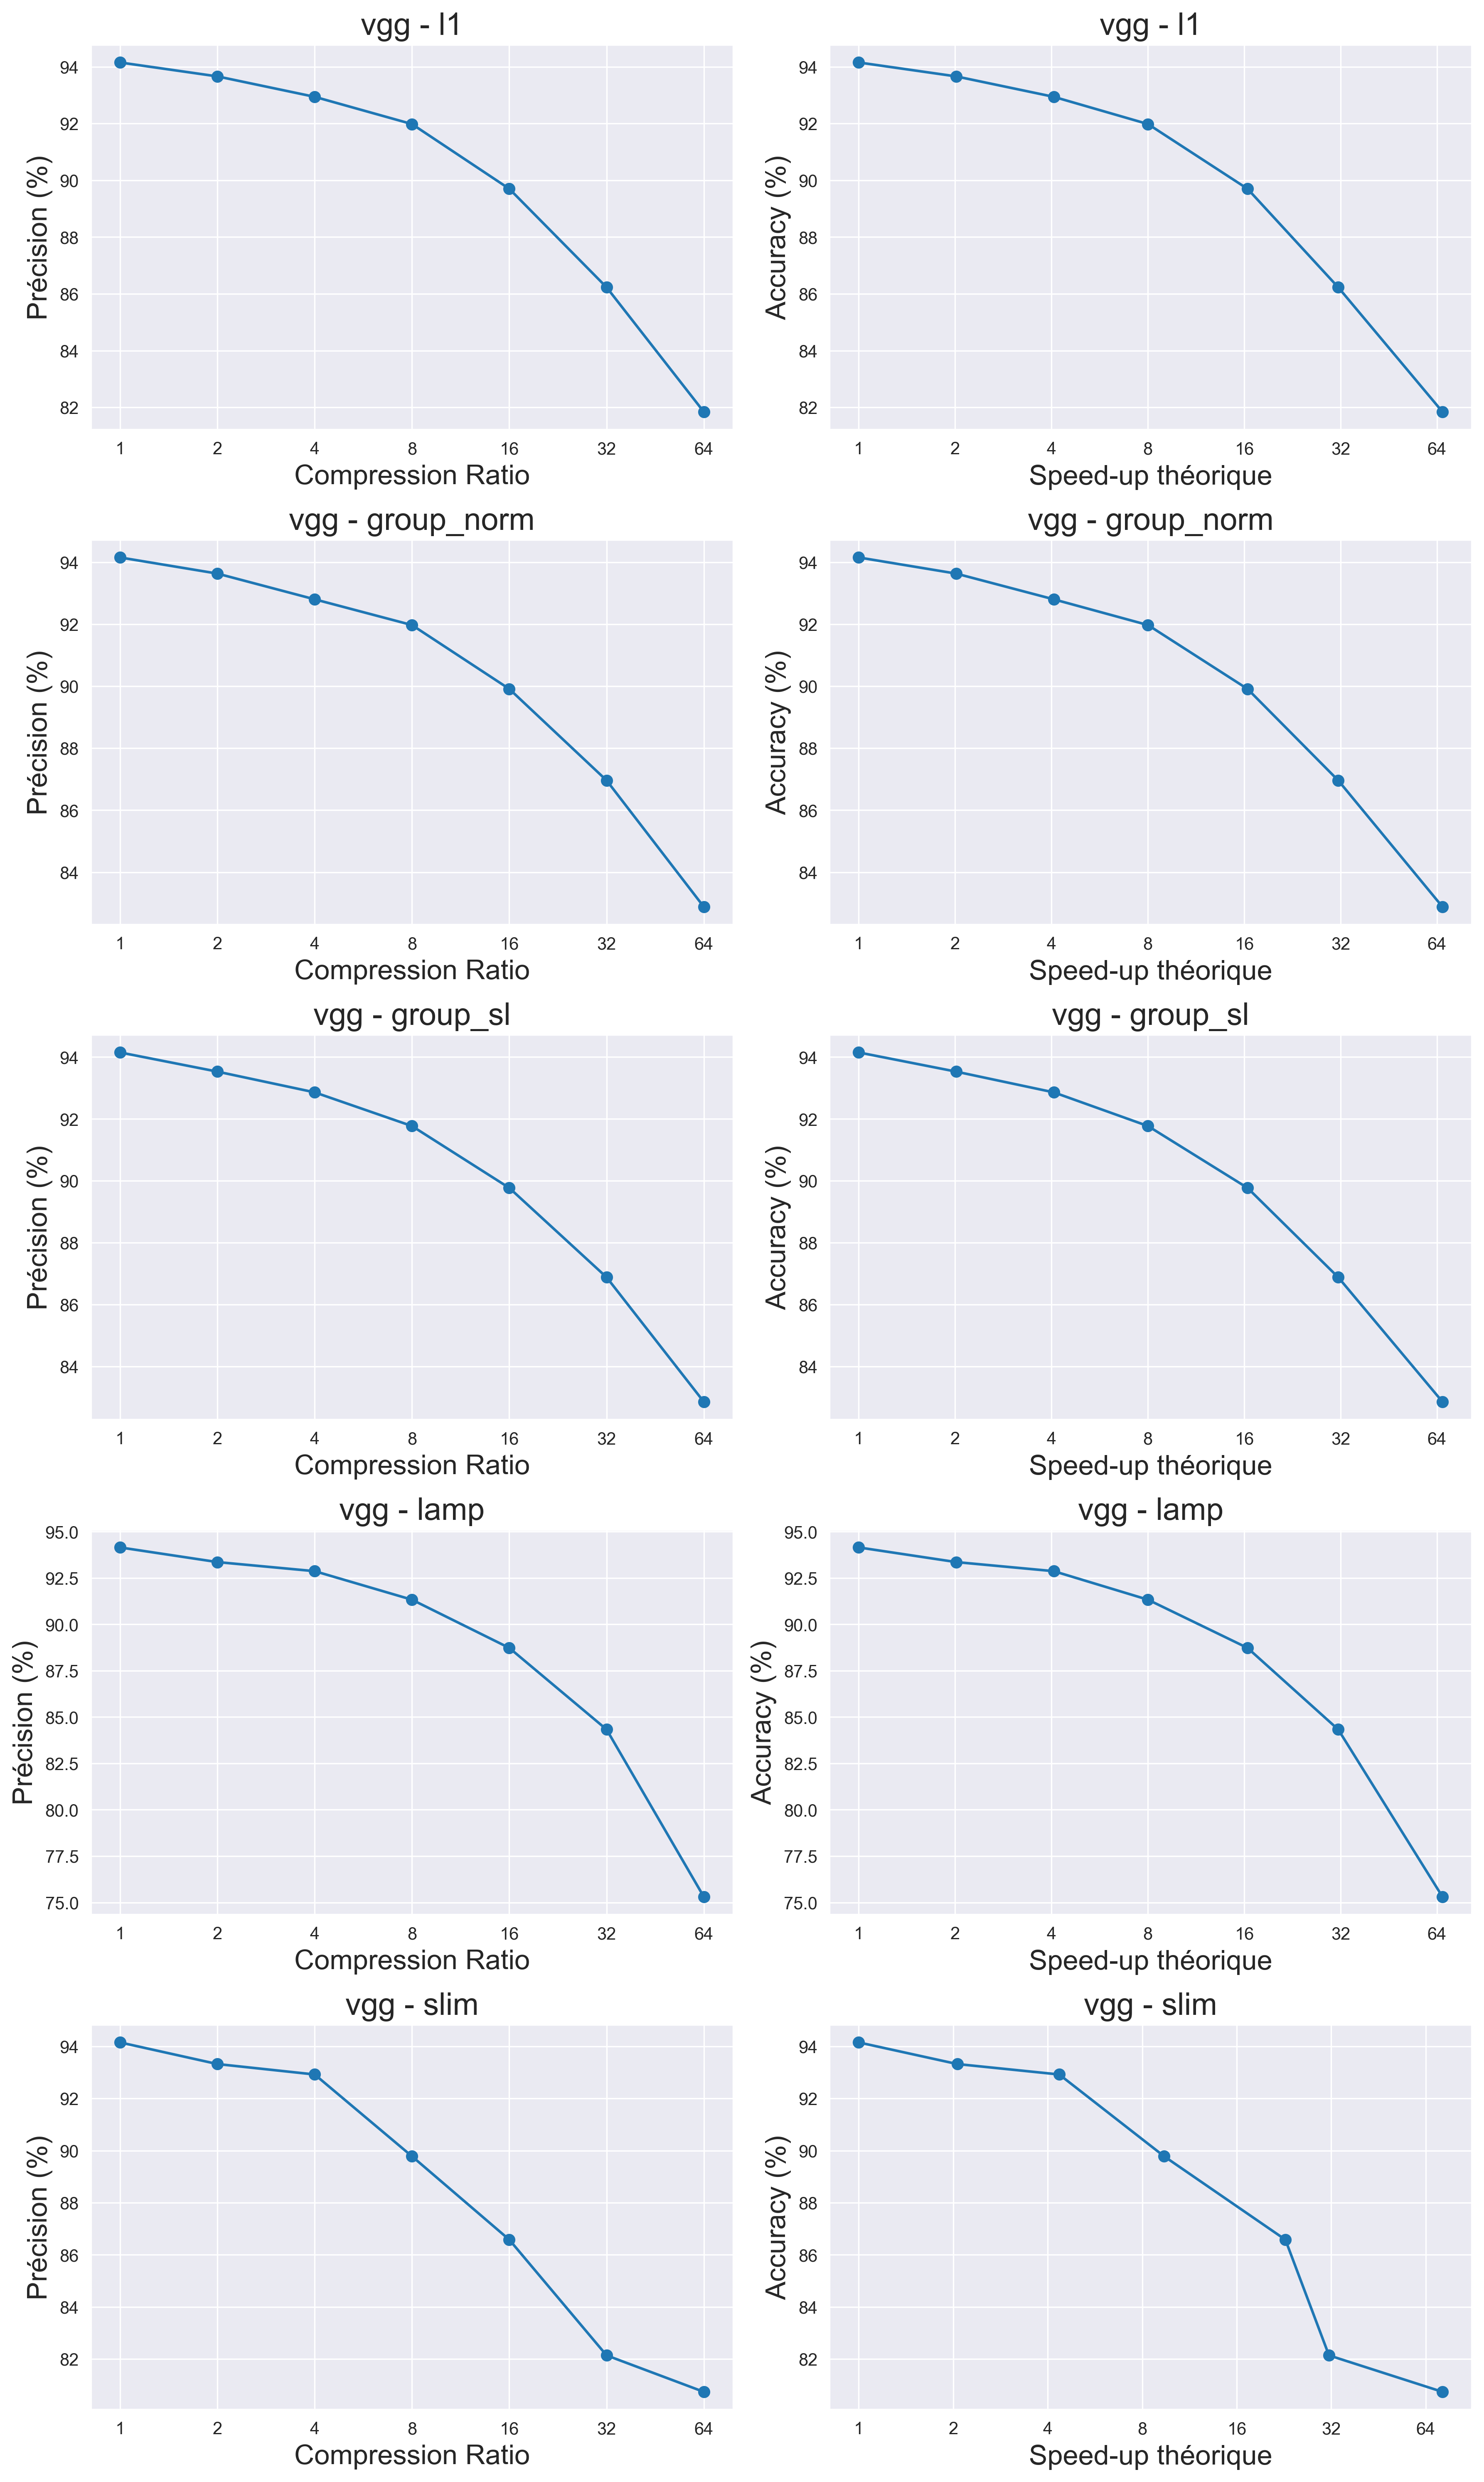 vgg - l1
94
92
90
88
86
84
82
Précision (%)
1 2 4 8 16 32 64
Compression Ratio
vgg - l1
94
92
90
88
86
84
82
Accuracy (%)
1 2 4 8 16 32 64
Speed-up théorique
vgg - group_norm
94
92
90
88
86
84
Précision (%)
1 2 4 8 16 32 64
Compression Ratio
vgg - group_norm
94
92
90
88
86
84
Accuracy (%)
1 2 4 8 16 32 64
Speed-up théorique
vgg - group_sl
94
92
90
88
86
84
Précision (%)
1 2 4 8 16 32 64
Compression Ratio
vgg - group_sl
94
92
90
88
86
84
Accuracy (%)
1 2 4 8 16 32 64
Speed-up théorique
vgg - lamp
95.0
92.5
90.0
87.5
85.0
82.5
80.0
77.5
75.0
Précision (%)
1 2 4 8 16 32 64
Compression Ratio
vgg - lamp
95.0
92.5
90.0
87.5
85.0
82.5
80.0
77.5
75.0
Accuracy (%)
1 2 4 8 16 32 64
Speed-up théorique
vgg - slim
94
92
90
88
86
84
82
Précision (%)
1 2 4 8 16 32 64
Compression Ratio
vgg - slim
94
92
90
88
86
84
82
Accuracy (%)
1 2 4 8 16 32 64
Speed-up théorique